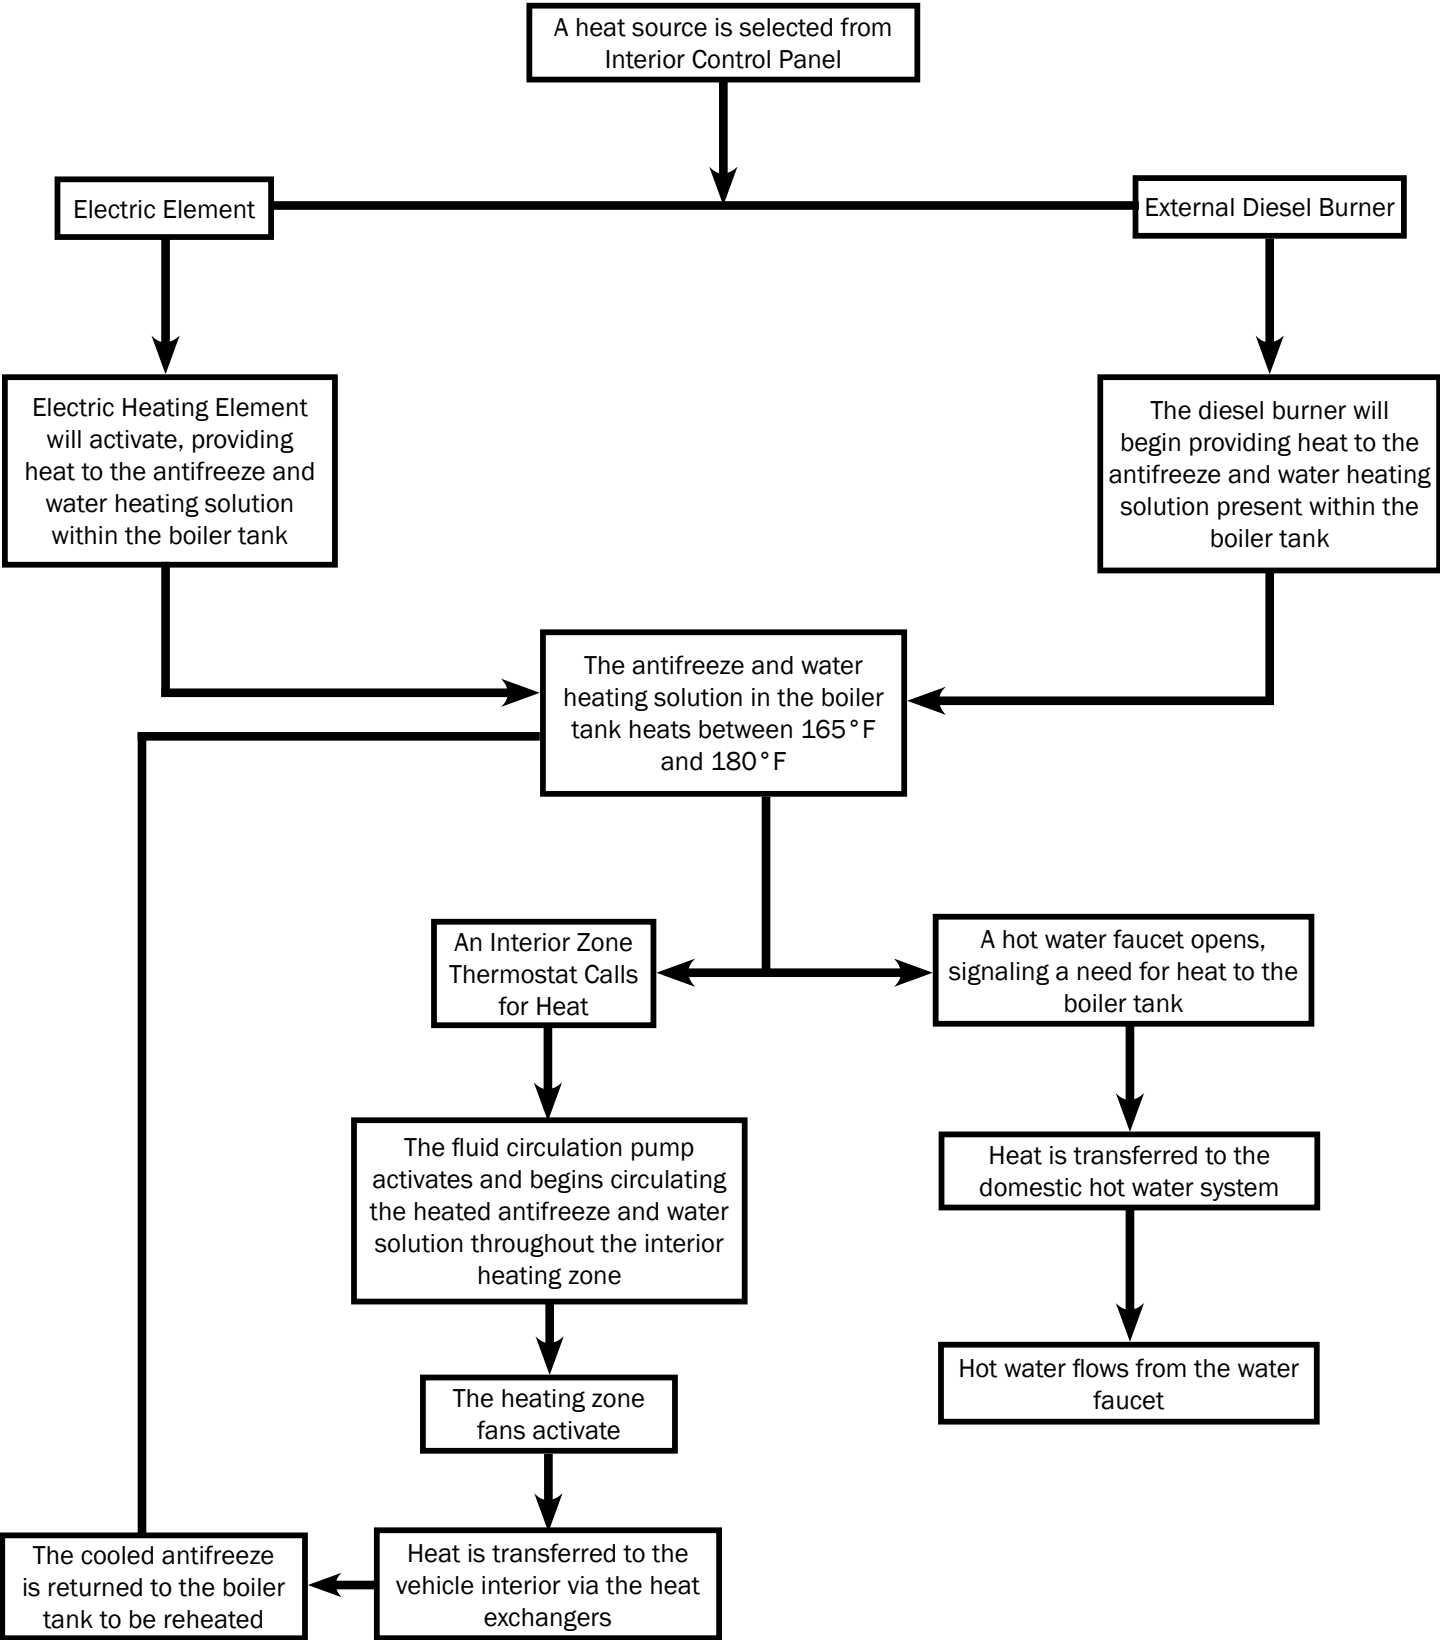 A heat source is selected from
Interior Control Panel
Electric Element
External Diesel Burner
Electric Heating Element
will activate, providing
heat to the antifreeze and
water heating solution
within the boiler tank
The diesel burner will
begin providing heat to the
antifreeze and water heating
solution present within the
boiler tank
The antifreeze and water
heating solution in the boiler
tank heats between 165°F
and 180°F
An Interior Zone
Thermostat Calls
for Heat
A hot water faucet opens,
signaling a need for heat to the
boiler tank
The fluid circulation pump
activates and begins circulating
the heated antifreeze and water
solution throughout the interior
heating zone
Heat is transferred to the
domestic hot water system
The heating zone
fans activate
Hot water flows from the water
faucet
The cooled antifreeze
is returned to the boiler
tank to be reheated
Heat is transferred to the
vehicle interior via the heat
exchangers